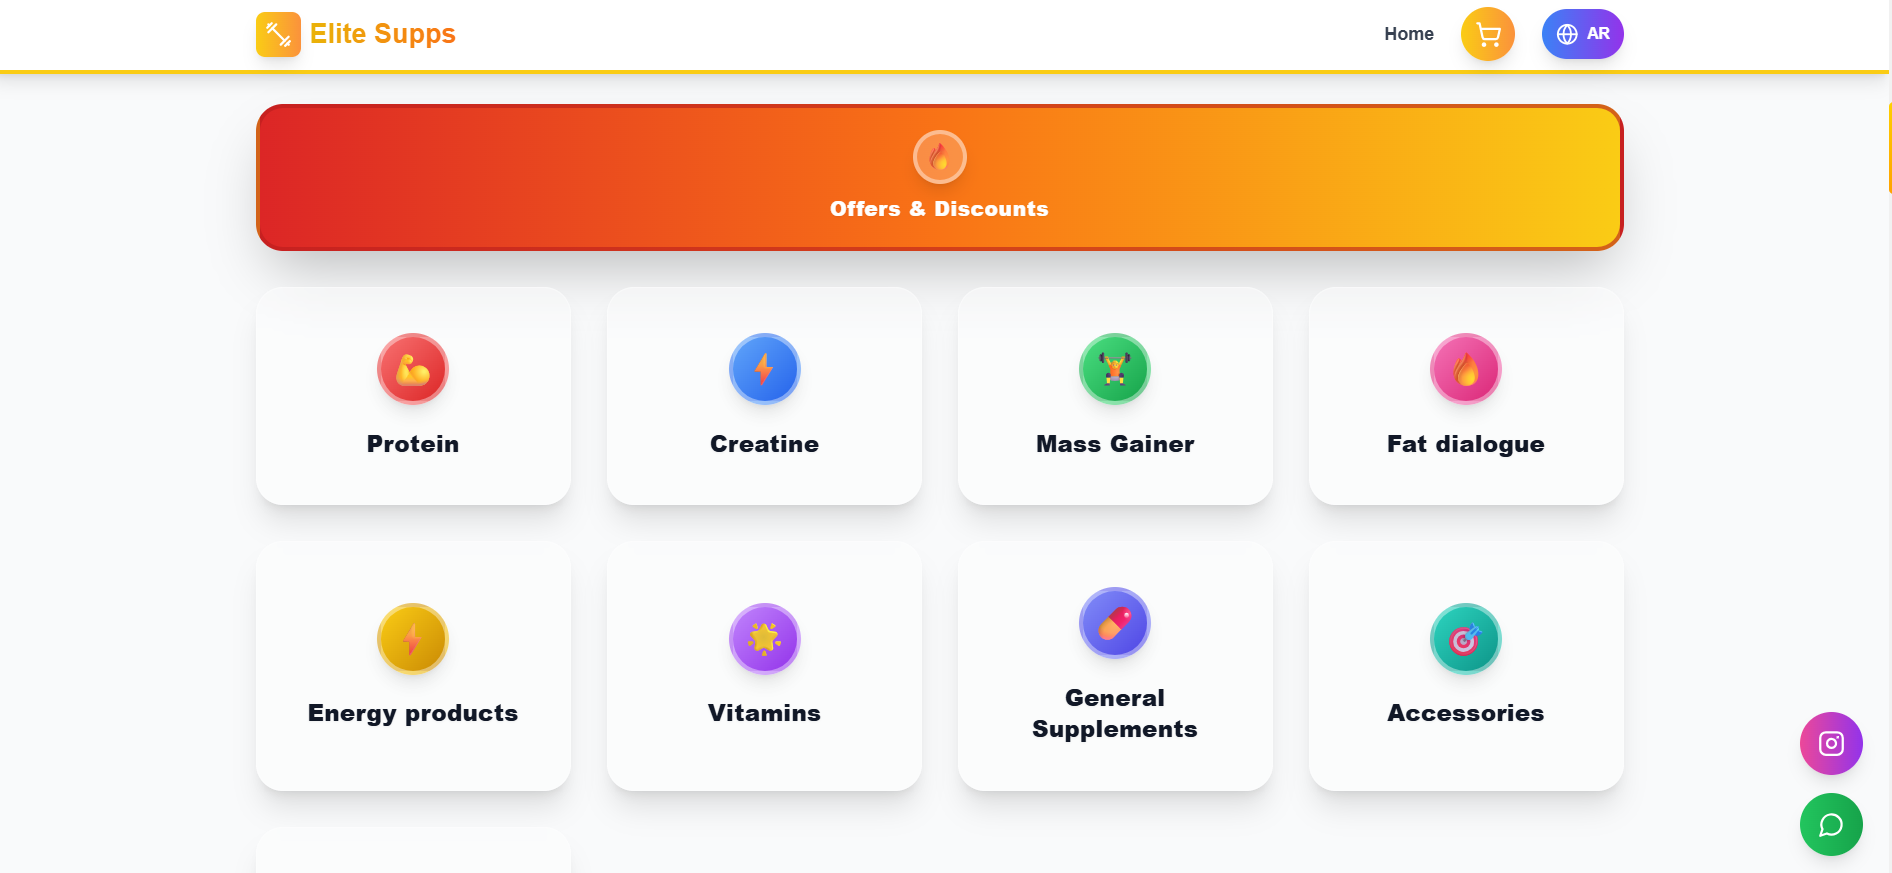 Elite Supps
Home
AR
Offers & Discounts
Protein
Creatine
Mass Gainer
Fat dialogue
Energy products
Vitamins
General
Supplements
Accessories